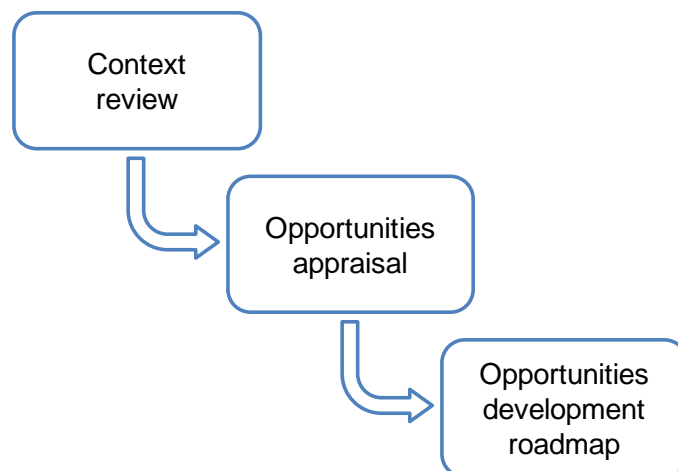 Context
review
Opportunities
appraisal
Opportunities
development
roadmap